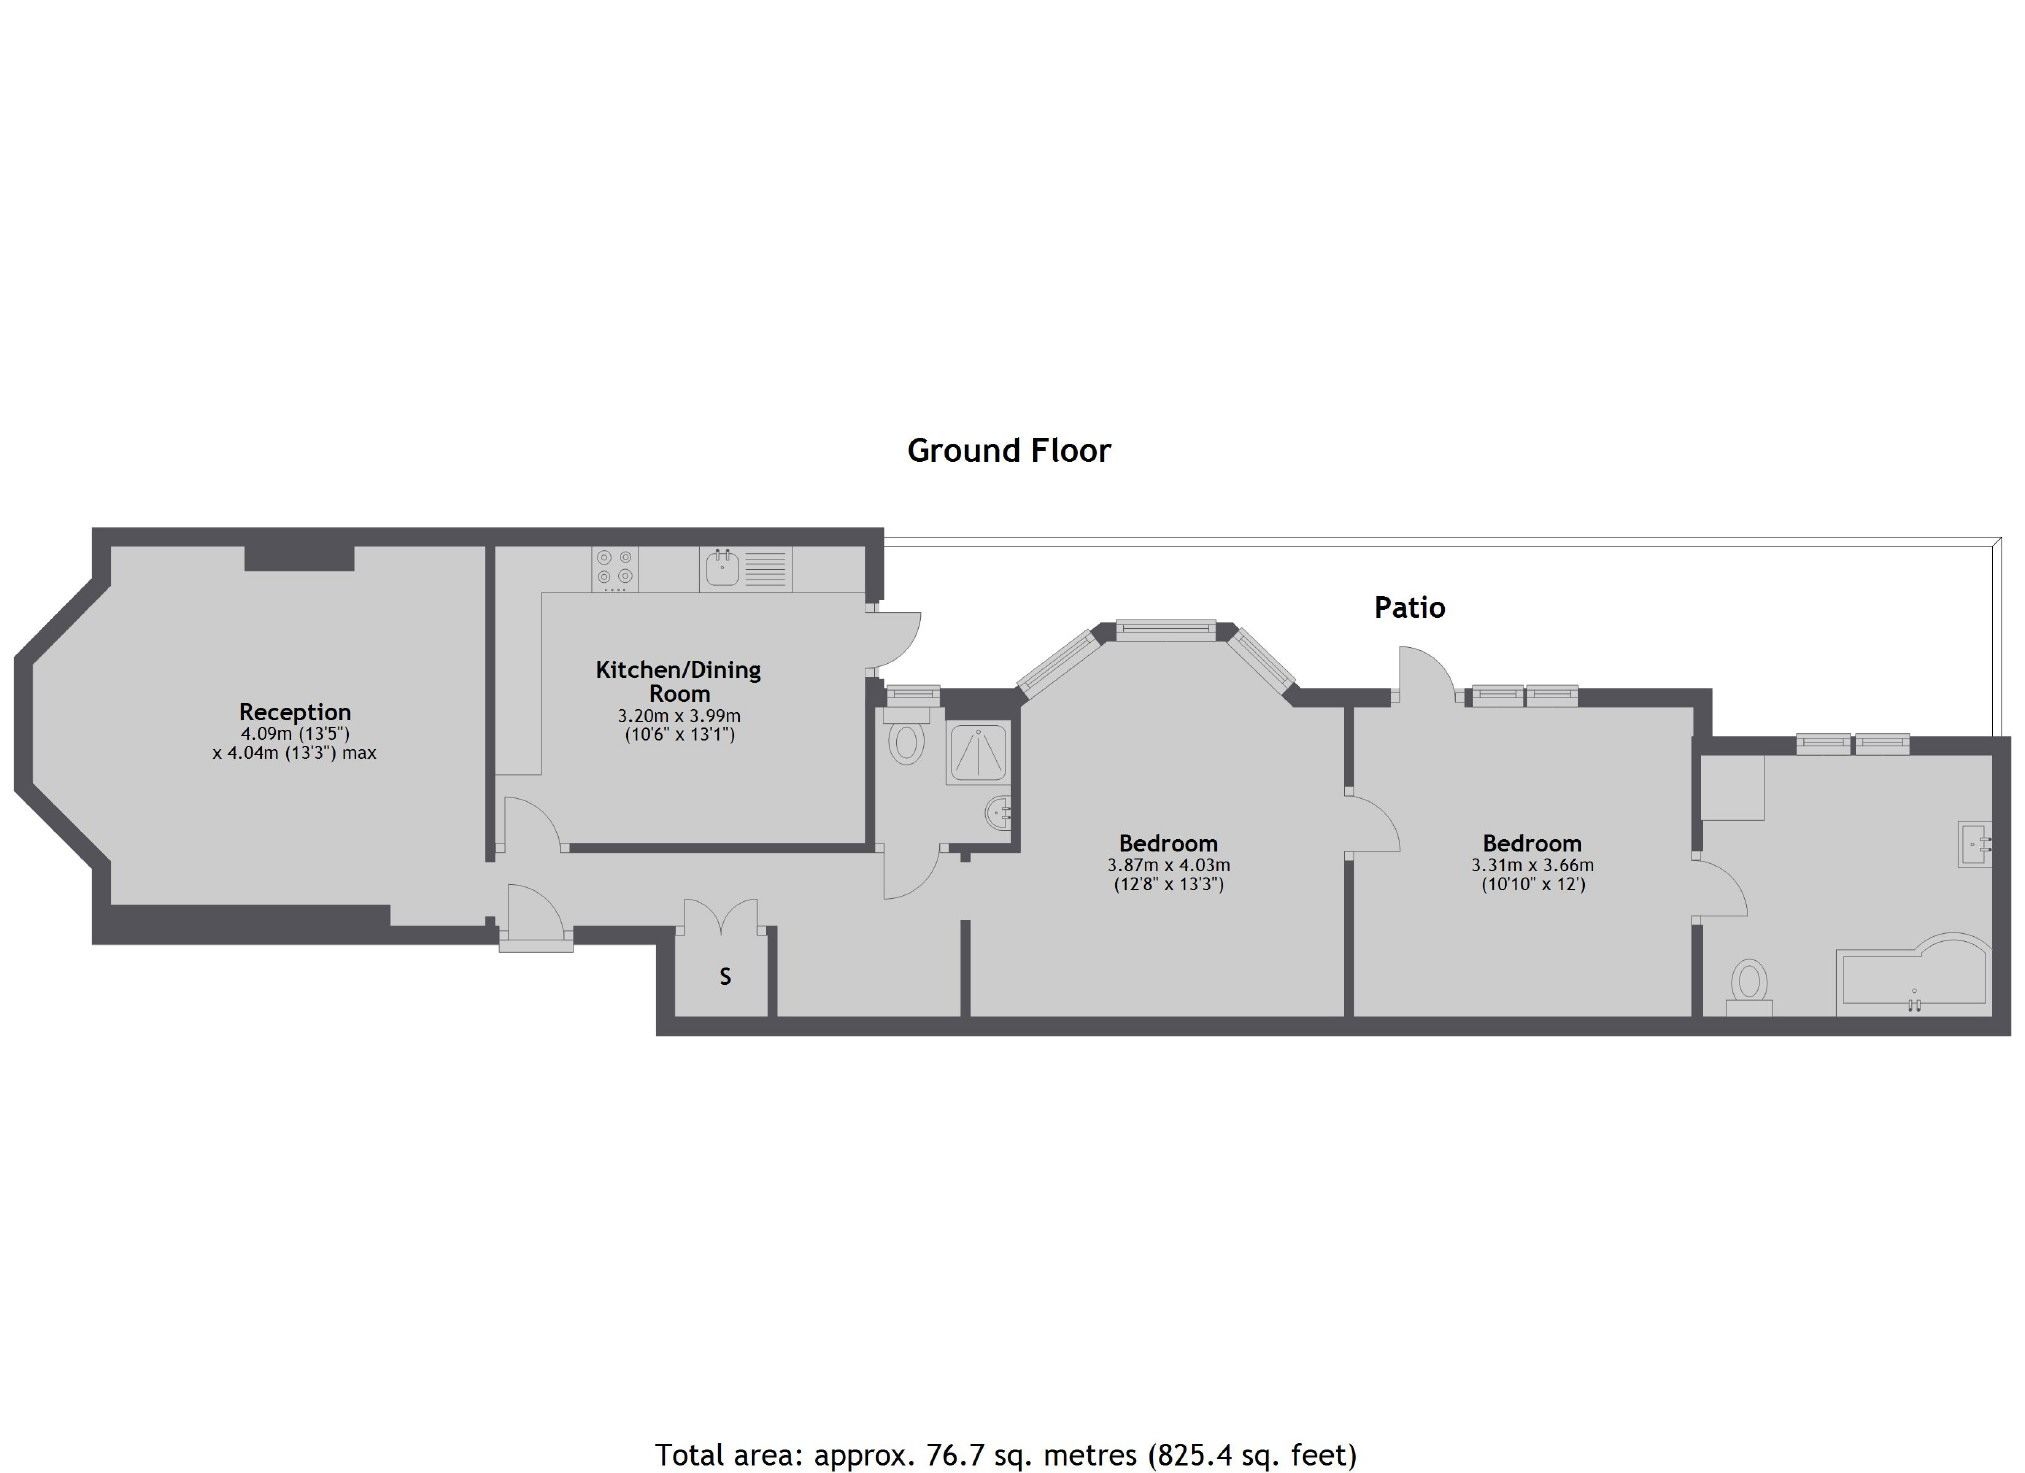 Ground Floor
Patio
Kitchen/Dining
Room
3.20m x 3.99m
(10'6" x 13'1")
Reception
4.09m (13'5")
x 4.04m (13'3") max
Bedroom
3.87m x 4.03m
(12'8" x 13'3")
Bedroom
3.31m x 3.66m
(10'10" x 12')
S
Total area: approx. 76.7 sq. metres (825.4 sq. feet)